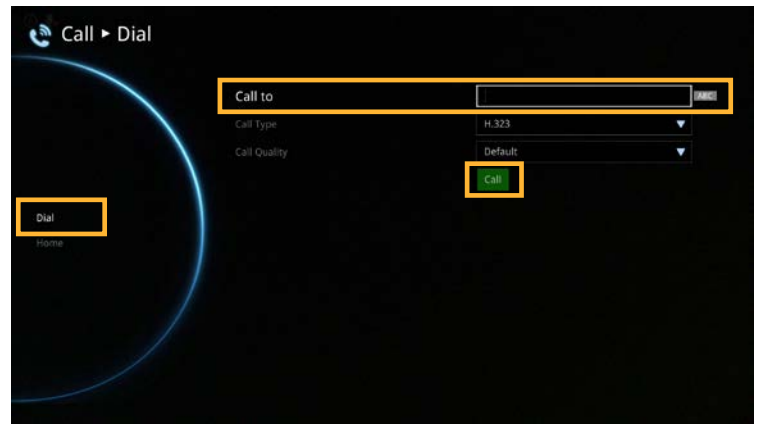 Call ▸ Dial
Call to ABC
Call Type H.323
Call Quality Default
Call
Dial
Home